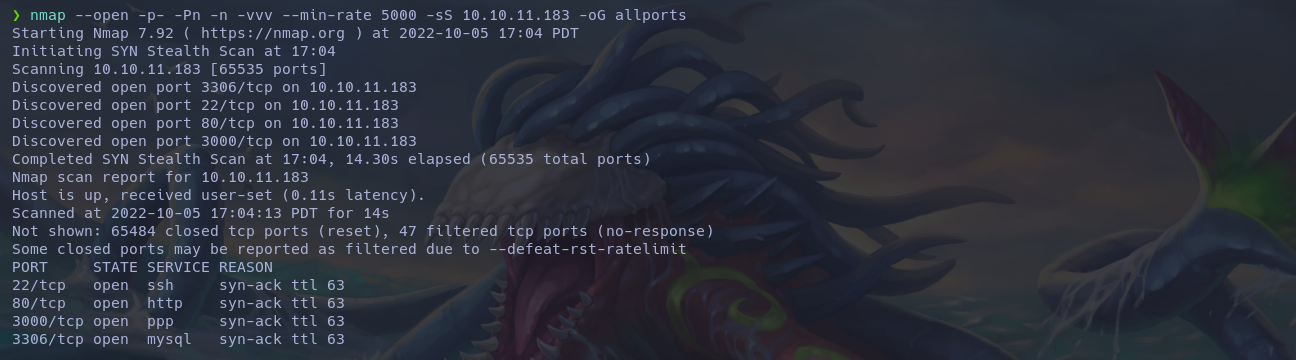 ❯ nmap --open -p- -Pn -n -vvv --min-rate 5000 -sS 10.10.11.183 -oG allports
Starting Nmap 7.92 ( https://nmap.org ) at 2022-10-05 17:04 PDT
Initiating SYN Stealth Scan at 17:04
Scanning 10.10.11.183 [65535 ports]
Discovered open port 3306/tcp on 10.10.11.183
Discovered open port 22/tcp on 10.10.11.183
Discovered open port 80/tcp on 10.10.11.183
Discovered open port 3000/tcp on 10.10.11.183
Completed SYN Stealth Scan at 17:04, 14.30s elapsed (65535 total ports)
Nmap scan report for 10.10.11.183
Host is up, received user-set (0.11s latency).
Scanned at 2022-10-05 17:04:13 PDT for 14s
Not shown: 65484 closed tcp ports (reset), 47 filtered tcp ports (no-response)
Some closed ports may be reported as filtered due to --defeat-rst-ratelimit
PORT     STATE SERVICE REASON
22/tcp   open  ssh     syn-ack ttl 63
80/tcp   open  http    syn-ack ttl 63
3000/tcp open  ppp     syn-ack ttl 63
3306/tcp open  mysql   syn-ack ttl 63